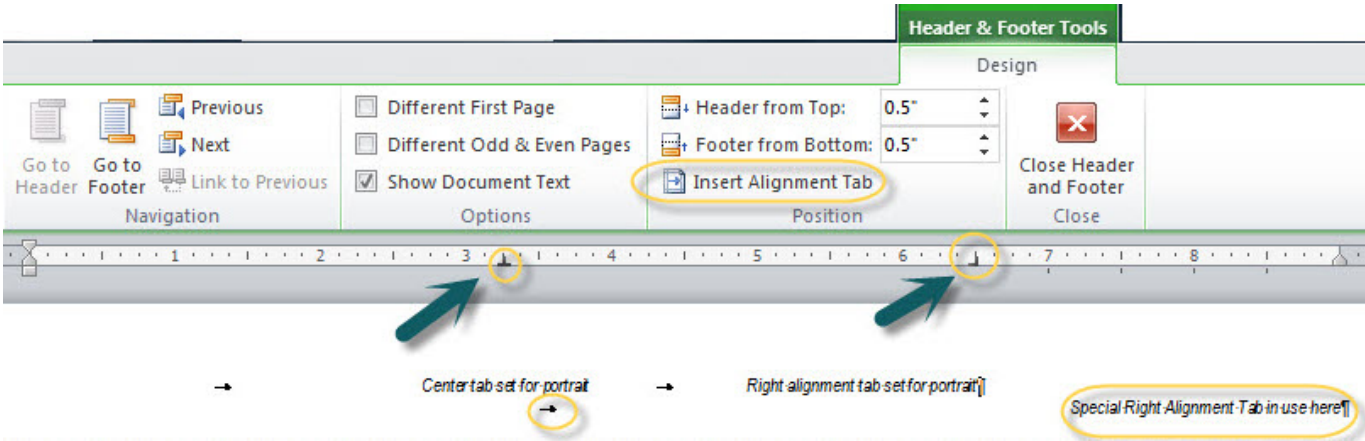 Header & Footer Tools
Design
Previous
Different First Page
Header from Top: 0.5"
Next
Different Odd & Even Pages
Footer from Bottom: 0.5"
Go to Header
Go to Footer
Link to Previous
Show Document Text
Insert Alignment Tab
Close Header
and Footer
Navigation
Options
Position
Close
1 2 3 4 5 6 7 8
Center tab set for portrait
Right alignment tab set for portrait¶
Special Right Alignment Tab in use here¶